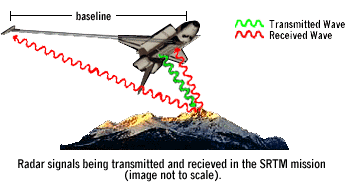 baseline
Transmitted Wave
Received Wave
Radar signals being transmitted and recieved in the SRTM mission
(image not to scale).